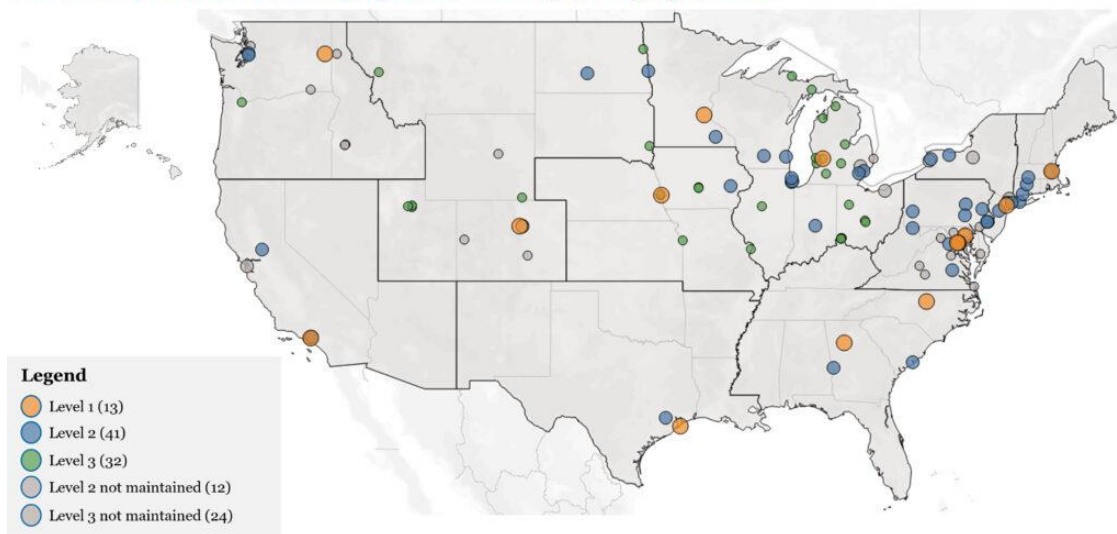 Legend
Level 1 (13)
Level 2 (41)
Level 3 (32)
Level 2 not maintained (12)
Level 3 not maintained (24)